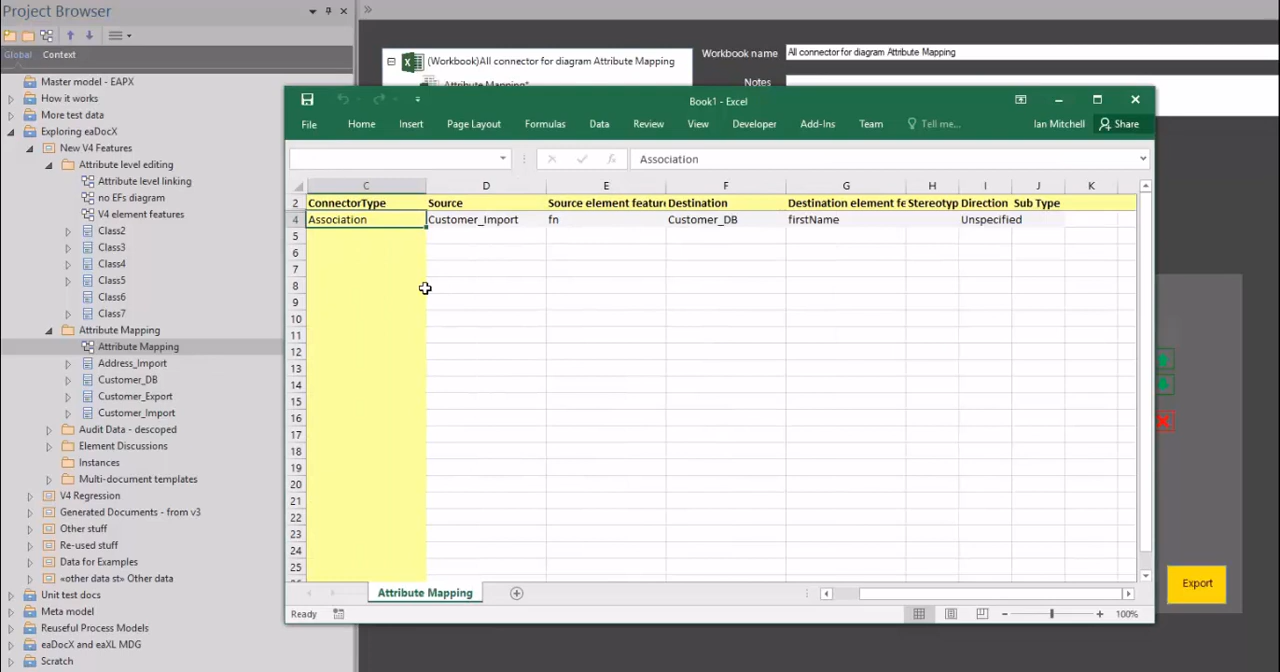 Project Browser
Global Context
Master model - EAPX
How it works
More test data
Exploring eaDocX
New V4 Features
Attribute level editing
Attribute level linking
no EFs diagram
V4 element features
Class2
Class3
Class4
Class5
Class6
Class7
Attribute Mapping
Attribute Mapping
Address_Import
Customer_DB
Customer_Export
Customer_Import
Audit Data - descoped
Element Discussions
Instances
Multi-document templates
V4 Regression
Generated Documents - from v3
Other stuff
Re-used stuff
Data for Examples
«other data st» Other data
Unit test docs
Meta model
Reuseful Process Models
eaDocX and eaXL MDG
Scratch
(Workbook)All connector for diagram Attribute Mapping
Attribute Mapping*
Workbook name All connector for diagram Attribute Mapping
Notes
Book1 - Excel
File Home Insert Page Layout Formulas Data Review View Developer Add-Ins Team Tell me... Ian Mitchell Share
fx Association
C D E F G H I J K
2 ConnectorType Source Source element featur Destination Destination element fe Stereotyp Direction Sub Type
4 Association Customer_Import fn Customer_DB firstName Unspecified
5
6
7
8
9
10
11
12
13
14
15
16
17
18
19
20
21
22
23
24
25
Attribute Mapping
Ready 100%
Export